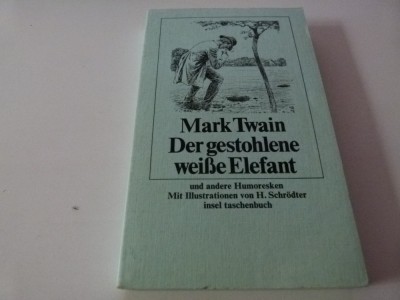 Mark Twain
Der gestohlene
weiße Elefant
und andere Humoresken
Mit Illustrationen von H. Schrödter
insel taschenbuch